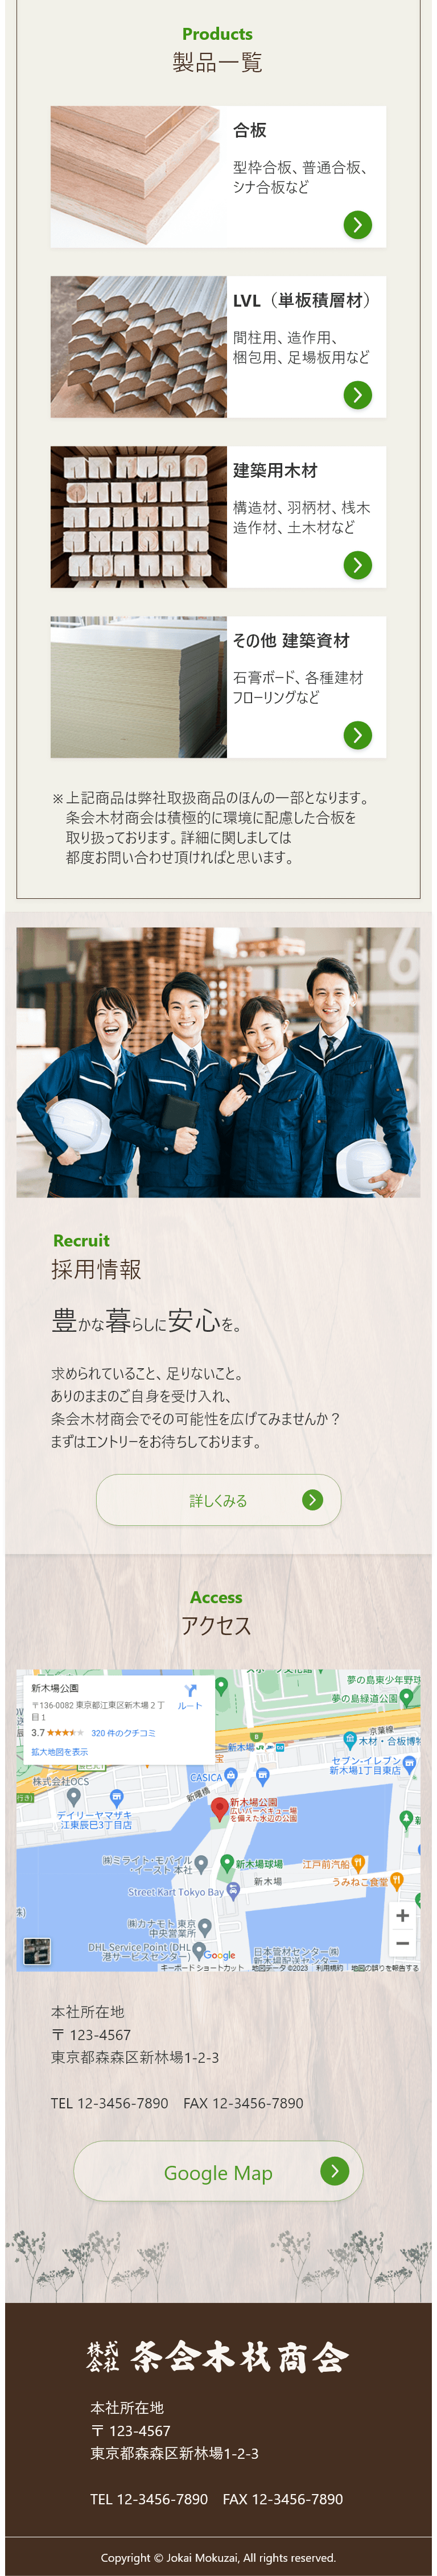 Products
製品一覧
合板
型枠合板、普通合板、
シナ合板など
LVL（単板積層材）
間柱用、造作用、
梱包用、足場板用など
建築用木材
構造材、羽柄材、桟木
造作材、土木材など
その他 建築資材
石膏ボード、各種建材
フローリングなど
※上記商品は弊社取扱商品のほんの一部となります。
条会木材商会は積極的に環境に配慮した合板を
取り扱っております。詳細に関しましては
都度お問い合わせ頂ければと思います。
Recruit
採用情報
豊かな暮らしに安心を。
求められていること、足りないこと。
ありのままのご自身を受け入れ、
条会木材商会でその可能性を広げてみませんか？
まずはエントリーをお待ちしております。
詳しくみる
Access
アクセス
新木場公園
〒136-0082 東京都江東区新木場２丁
目１
ルート
3.7 320 件のクチコミ
拡大地図を表示
夢の島東少年野球
夢の島緑道公園
京葉線
新木場
木材・合板博物
セブン-イレブン
新木場1丁目東店
株式会社OCS
CASICA
デイリーヤマザキ
江東辰巳3丁目店
新曙橋
新木場公園
広いバーベキュー場
を備えた水辺の公園
㈱ミライト・モバイル
・イースト 本社
新木場球場
江戸前汽船
新木場
うみねこ食堂
Street Kart Tokyo Bay
㈱カナモト 東京
中央営業所
DHL Service Point (DHL
港サービスセンター)
日本管財センター㈱
新木場配送センター
Google
キーボード ショートカット 地図データ ©2023 利用規約 地図の誤りを報告する
本社所在地
〒 123-4567
東京都森森区新林場1-2-3
TEL 12-3456-7890 FAX 12-3456-7890
Google Map
株式会社 条会木材商会
本社所在地
〒 123-4567
東京都森森区新林場1-2-3
TEL 12-3456-7890 FAX 12-3456-7890
Copyright © Jokai Mokuzai, All rights reserved.